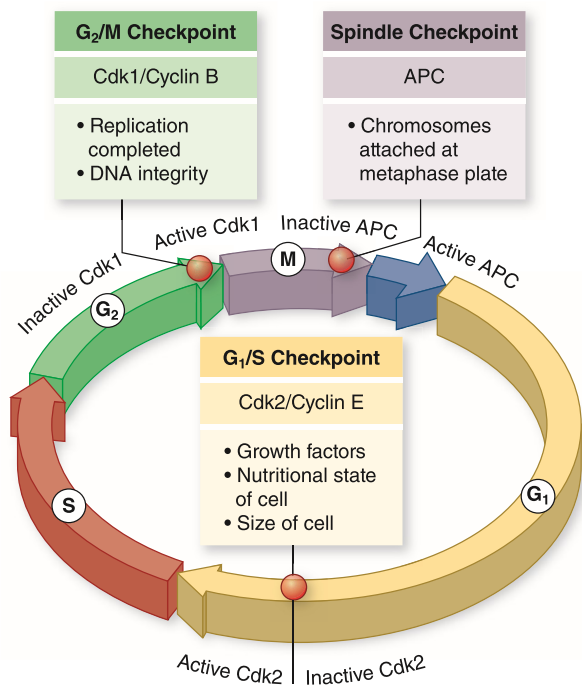 G₂/M Checkpoint
Cdk1/Cyclin B
• Replication
completed
• DNA integrity
Spindle Checkpoint
APC
• Chromosomes
attached at
metaphase plate
Inactive Cdk1
Active Cdk1
Inactive APC
Active APC
M
G₂
G₁/S Checkpoint
Cdk2/Cyclin E
• Growth factors
• Nutritional state
of cell
• Size of cell
S
G₁
Active Cdk2
Inactive Cdk2